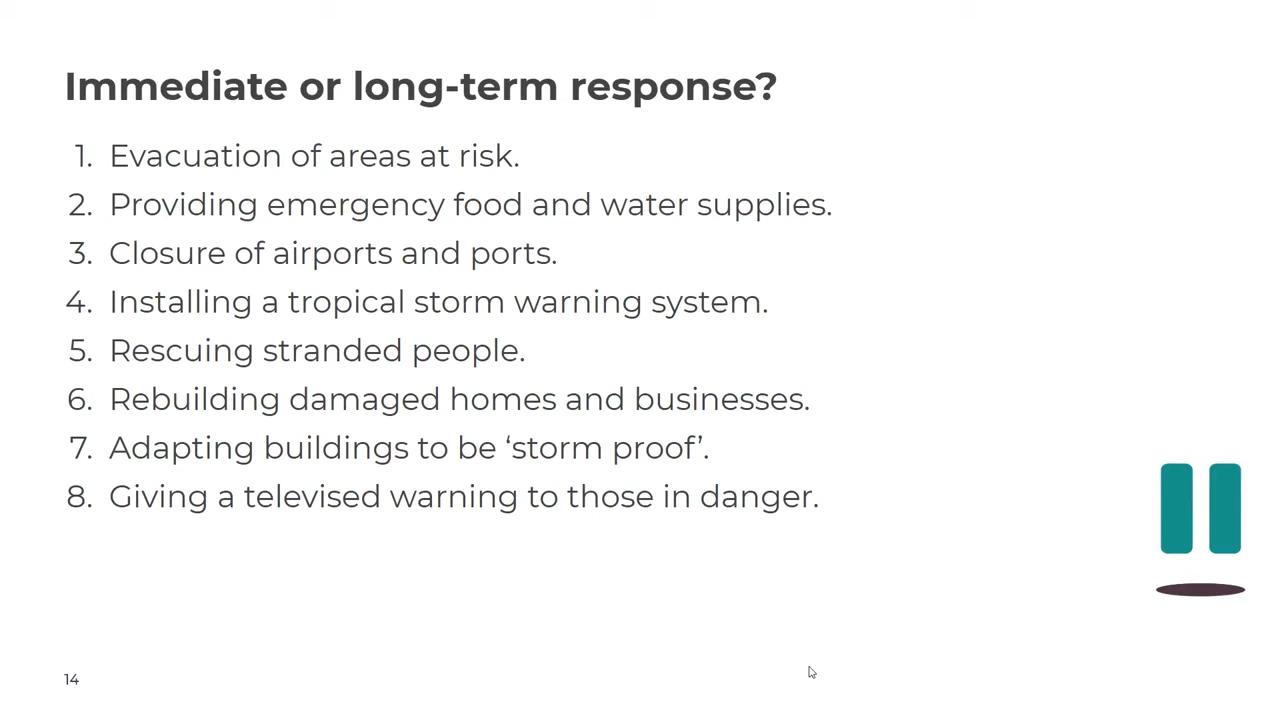 Immediate or long-term response?
1. Evacuation of areas at risk.
2. Providing emergency food and water supplies.
3. Closure of airports and ports.
4. Installing a tropical storm warning system.
5. Rescuing stranded people.
6. Rebuilding damaged homes and businesses.
7. Adapting buildings to be ‘storm proof’.
8. Giving a televised warning to those in danger.
14